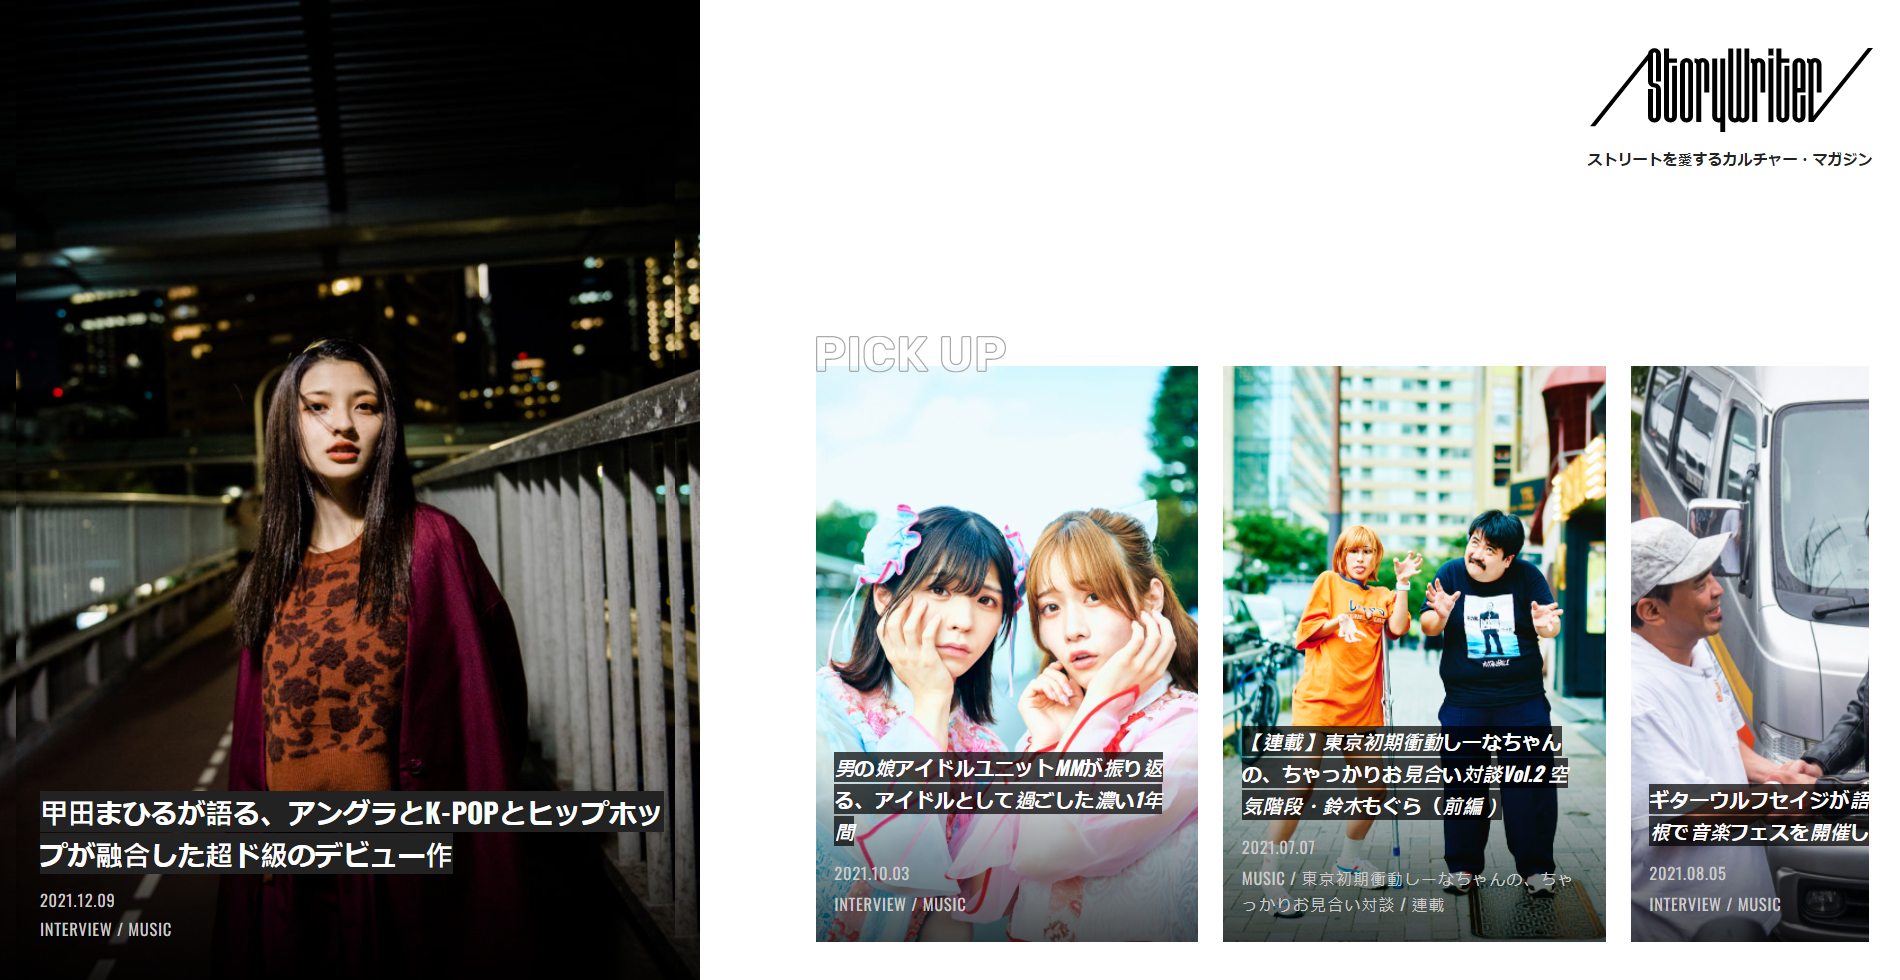 StoryWriter
ストリートを愛するカルチャー・マガジン
甲田まひるが語る、アングラとK-POPとヒップホッ
プが融合した超ド級のデビュー作
2021.12.09
INTERVIEW / MUSIC
PICK UP
男の娘アイドルユニットMMが振り返
る、アイドルとして過ごした濃い1年
間
2021.10.03
INTERVIEW / MUSIC
【連載】東京初期衝動しーなちゃん
の、ちゃっかりお見合い対談Vol.2 空
気階段・鈴木もぐら（前編）
2021.07.07
MUSIC / 東京初期衝動しーなちゃんの、ちゃ
っかりお見合い対談 / 連載
ギターウルフセイジが語
根で音楽フェスを開催し
2021.08.05
INTERVIEW / MUSIC